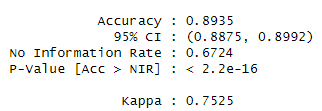 Accuracy : 0.8935
95% CI : (0.8875, 0.8992)
No Information Rate : 0.6724
P-Value [Acc > NIR] : < 2.2e-16
Kappa : 0.7525